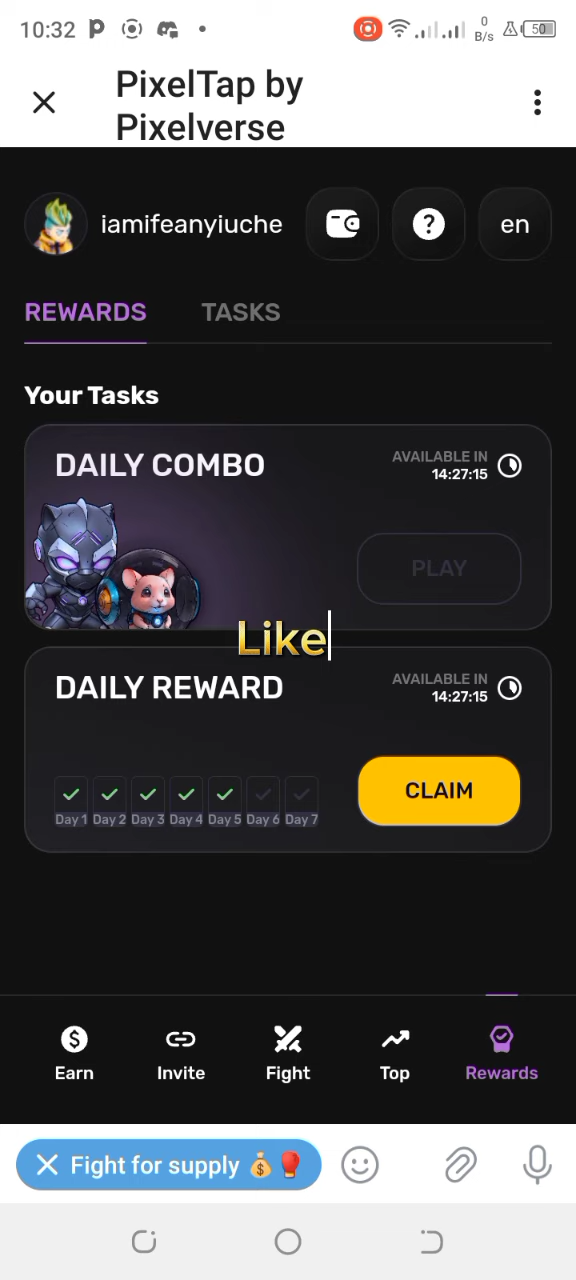 10:32
0
B/s
50
PixelTap by
Pixelverse
iamifeanyiuche
en
REWARDS
TASKS
Your Tasks
DAILY COMBO
AVAILABLE IN
14:27:15
PLAY
Like
DAILY REWARD
AVAILABLE IN
14:27:15
Day 1 Day 2 Day 3 Day 4 Day 5 Day 6 Day 7
CLAIM
Earn
Invite
Fight
Top
Rewards
Fight for supply 💰🥊